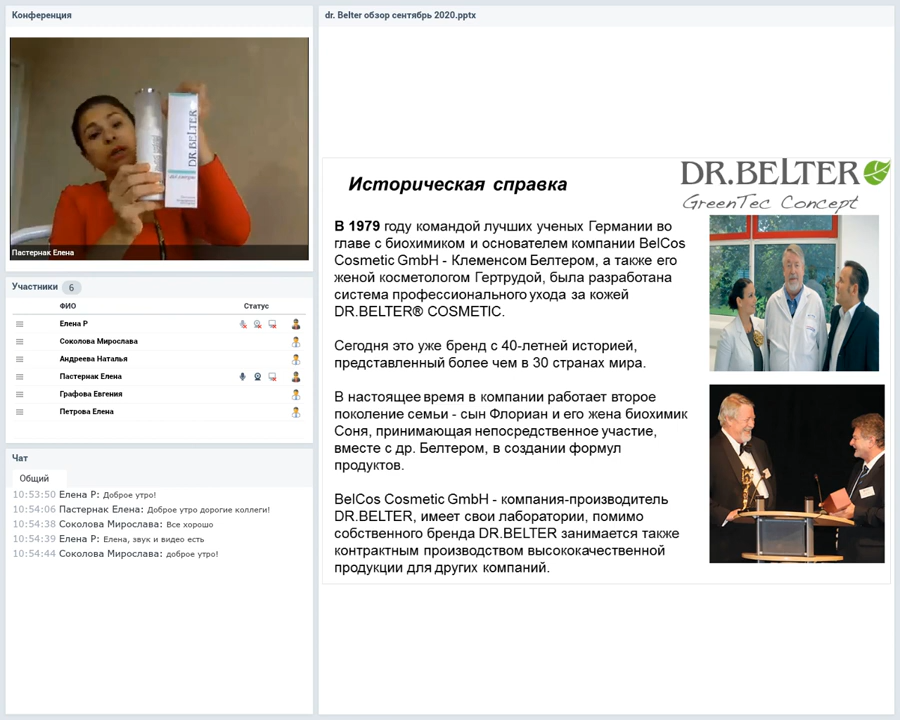 Конференция
DR.BELTER
Пастернак Елена
Участники 6
ФИО Статус
Елена Р
Соколова Мирослава
Андреева Наталья
Пастернак Елена
Графова Евгения
Петрова Елена
Чат
Общий
10:53:50 Елена Р: Доброе утро!
10:54:06 Пастернак Елена: Доброе утро дорогие коллеги!
10:54:38 Соколова Мирослава: Все хорошо
10:54:39 Елена Р: Елена, звук и видео есть
10:54:44 Соколова Мирослава: доброе утро!
dr. Belter обзор сентябрь 2020.pptx
DR.BELTER
GreenTec Concept
Историческая справка
В 1979 году командой лучших ученых Германии во
главе с биохимиком и основателем компании BelCos
Cosmetic GmbH - Клеменсом Белтером, а также его
женой косметологом Гертрудой, была разработана
система профессионального ухода за кожей
DR.BELTER® COSMETIC.
Сегодня это уже бренд с 40-летней историей,
представленный более чем в 30 странах мира.
В настоящее время в компании работает второе
поколение семьи - сын Флориан и его жена биохимик
Соня, принимающая непосредственное участие,
вместе с др. Белтером, в создании формул
продуктов.
BelCos Cosmetic GmbH - компания-производитель
DR.BELTER, имеет свои лаборатории, помимо
собственного бренда DR.BELTER занимается также
контрактным производством высококачественной
продукции для других компаний.